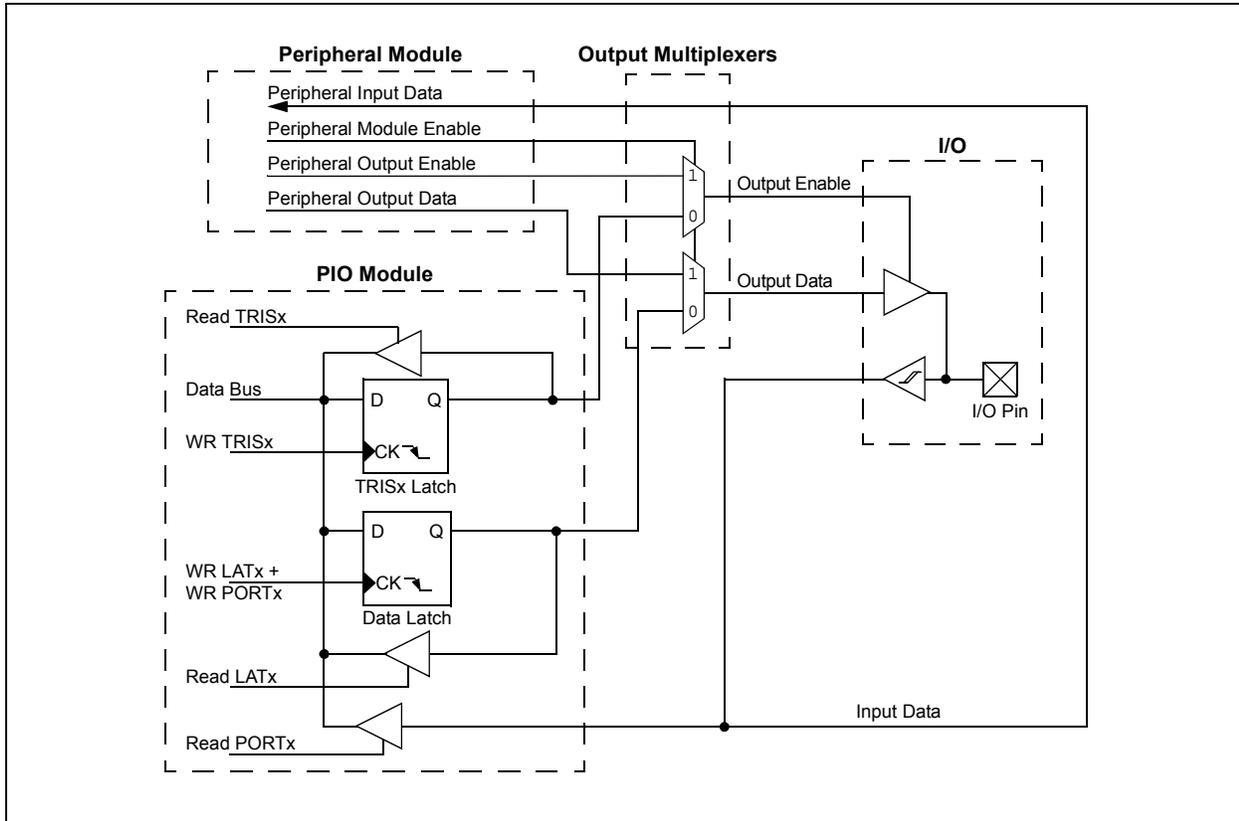 Peripheral Module
Output Multiplexers
Peripheral Input Data
Peripheral Module Enable
Peripheral Output Enable
Peripheral Output Data
1
0
Output Enable
1
0
Output Data
I/O
I/O Pin
PIO Module
Read TRISx
Data Bus
D
Q
WR TRISx
CK
TRISx Latch
D
Q
WR LATx +
WR PORTx
CK
Data Latch
Read LATx
Read PORTx
Input Data